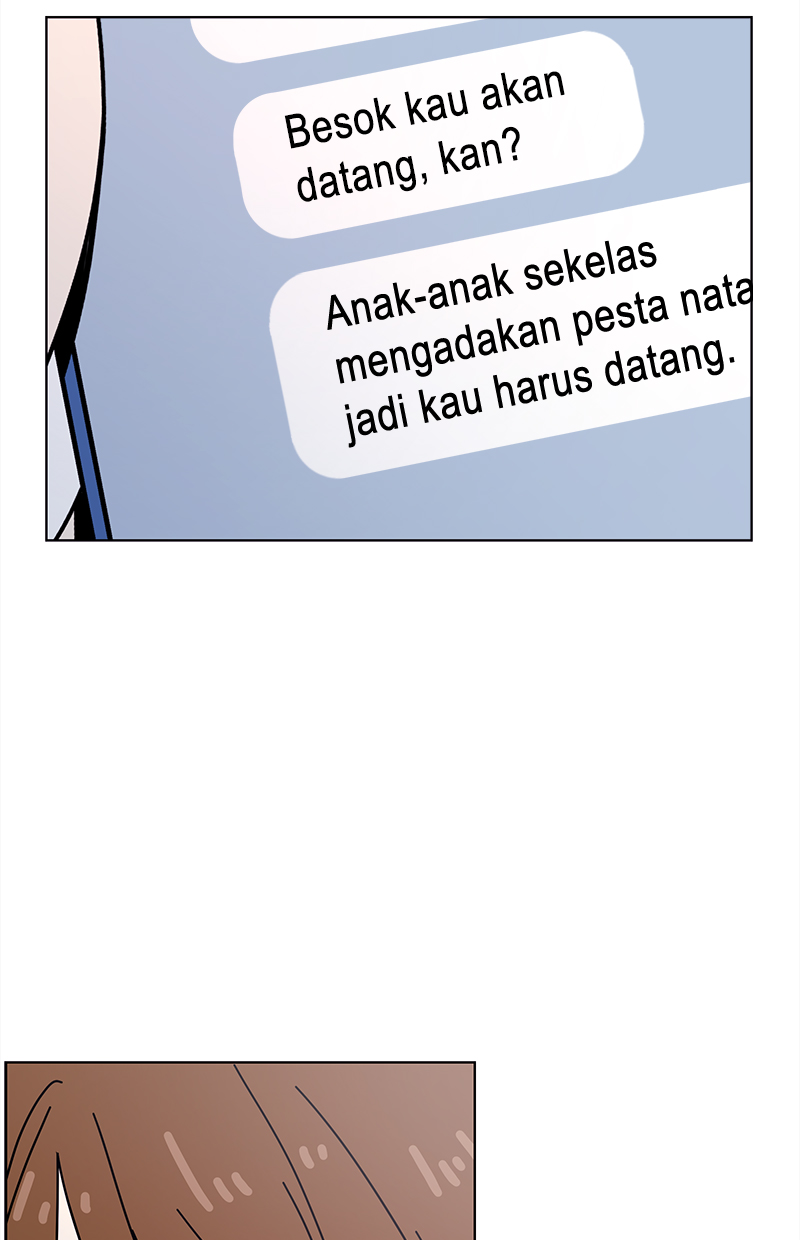 Besok kau akan
datang, kan?
Anak-anak sekelas
mengadakan pesta nata
jadi kau harus datang.